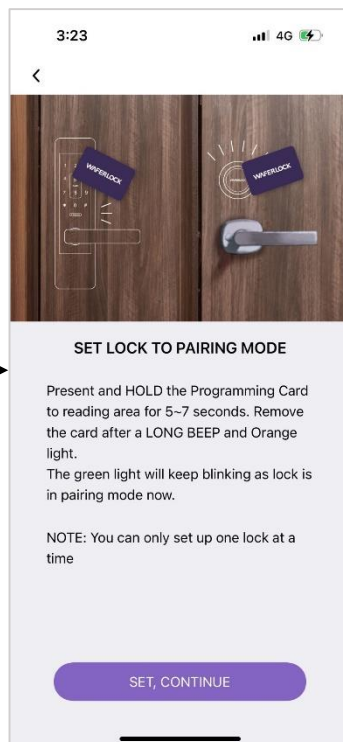 3:23
4G
WAFERLOCK
WAFERLOCK
SET LOCK TO PAIRING MODE
Present and HOLD the Programming Card
to reading area for 5~7 seconds. Remove
the card after a LONG BEEP and Orange
light.
The green light will keep blinking as lock is
in pairing mode now.
NOTE: You can only set up one lock at a
time
SET, CONTINUE